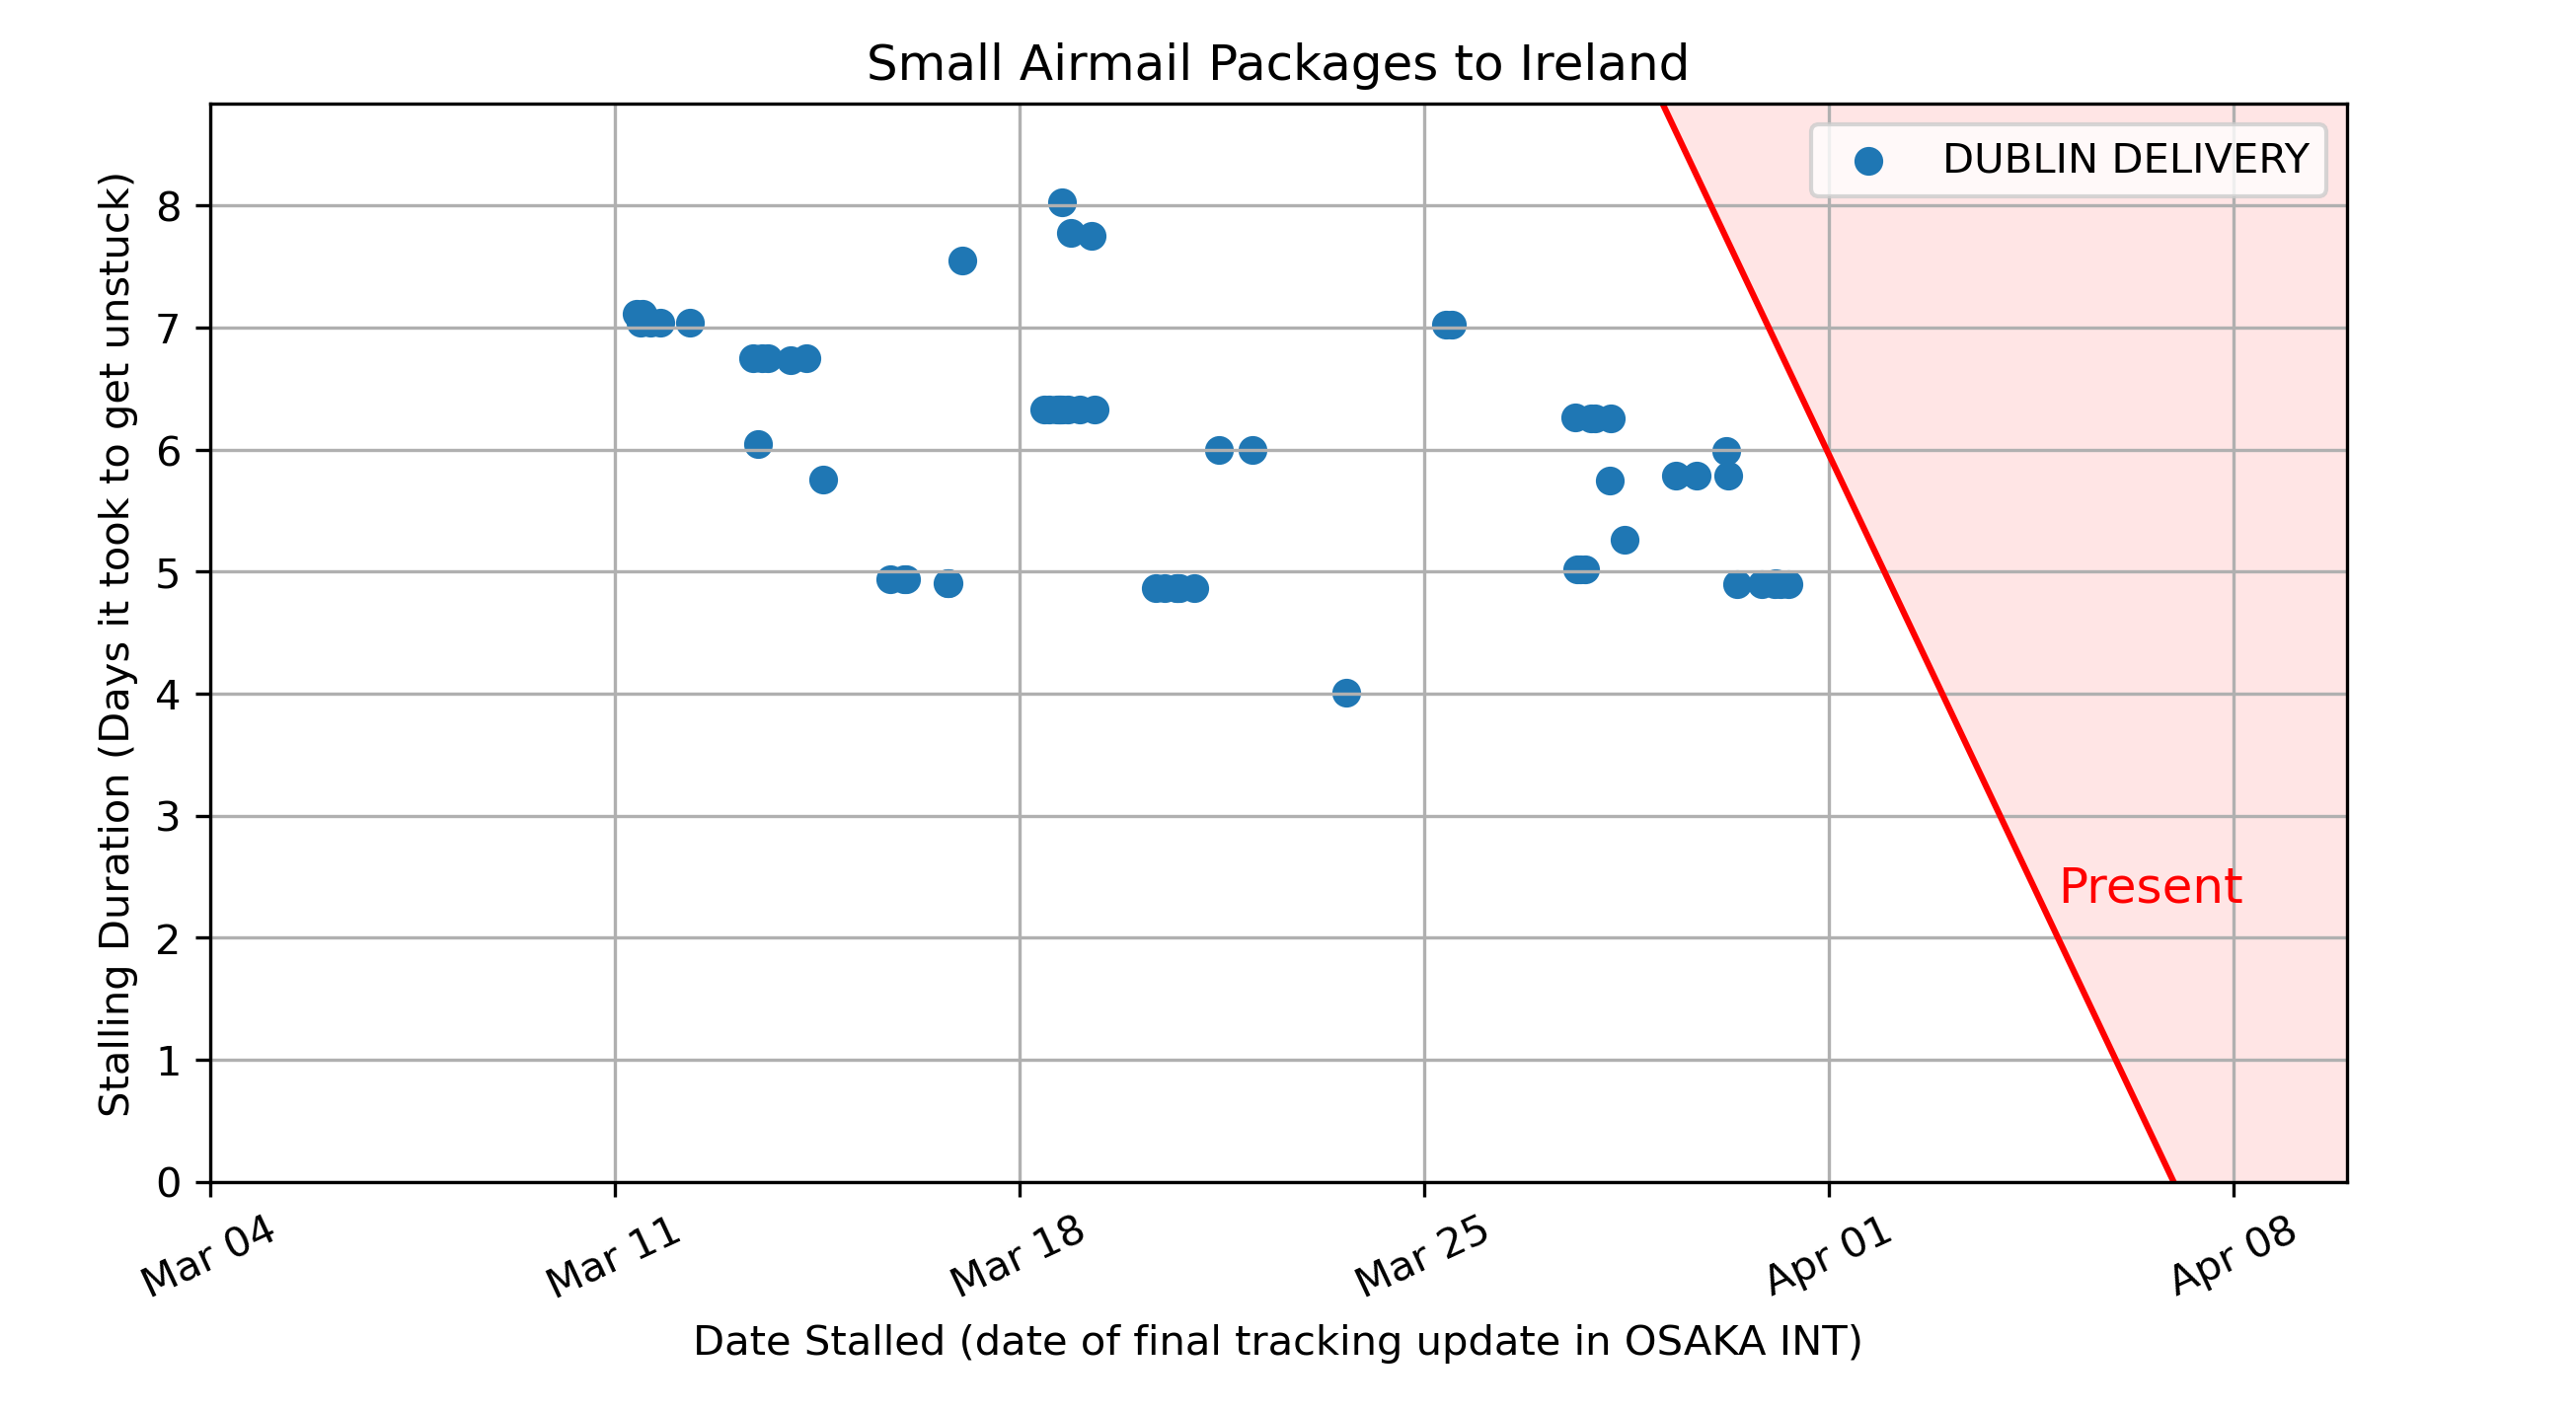 Small Airmail Packages to Ireland
DUBLIN DELIVERY
Stalling Duration (Days it took to get unstuck)
8
7
6
5
4
3
2
1
0
Present
Mar 04
Mar 11
Mar 18
Mar 25
Apr 01
Apr 08
Date Stalled (date of final tracking update in OSAKA INT)